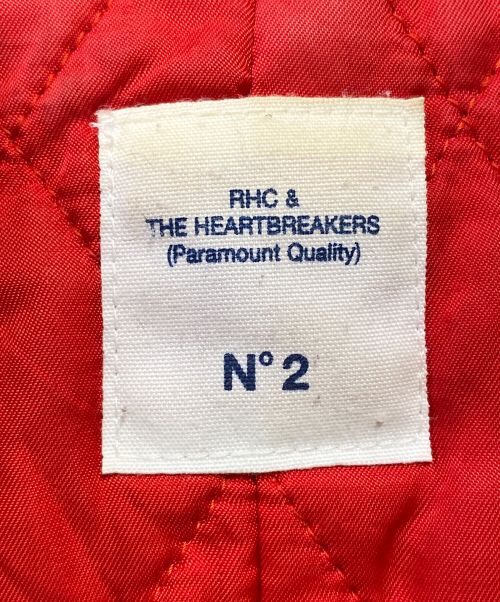 RHC &
THE HEARTBREAKERS
(Paramount Quality)
N° 2